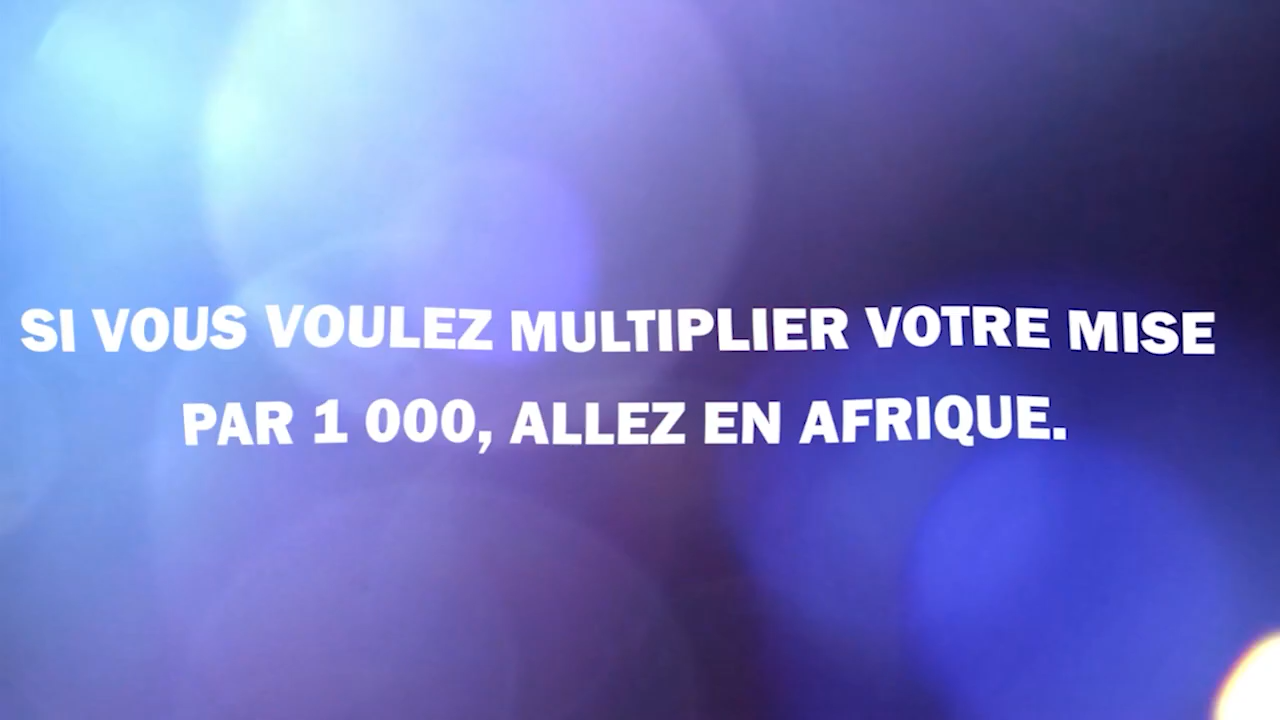 SI VOUS VOULEZ MULTIPLIER VOTRE MISE
PAR 1 000, ALLEZ EN AFRIQUE.